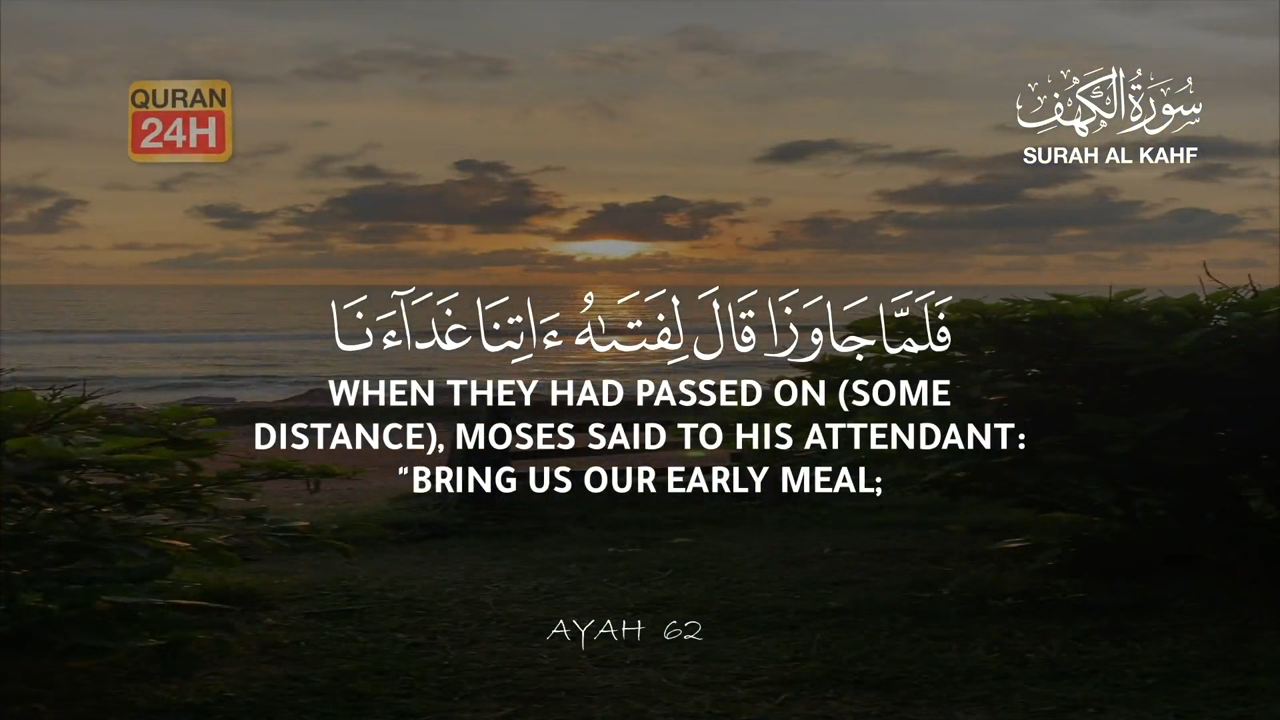 QURAN
24H
سُورَةُ الْكَهْفِ
SURAH AL KAHF
فَلَمَّا جَاوَزَا قَالَ لِفَتَىٰهُ ءَاتِنَا غَدَآءَنَا
WHEN THEY HAD PASSED ON (SOME
DISTANCE), MOSES SAID TO HIS ATTENDANT:
"BRING US OUR EARLY MEAL;
AYAH 62